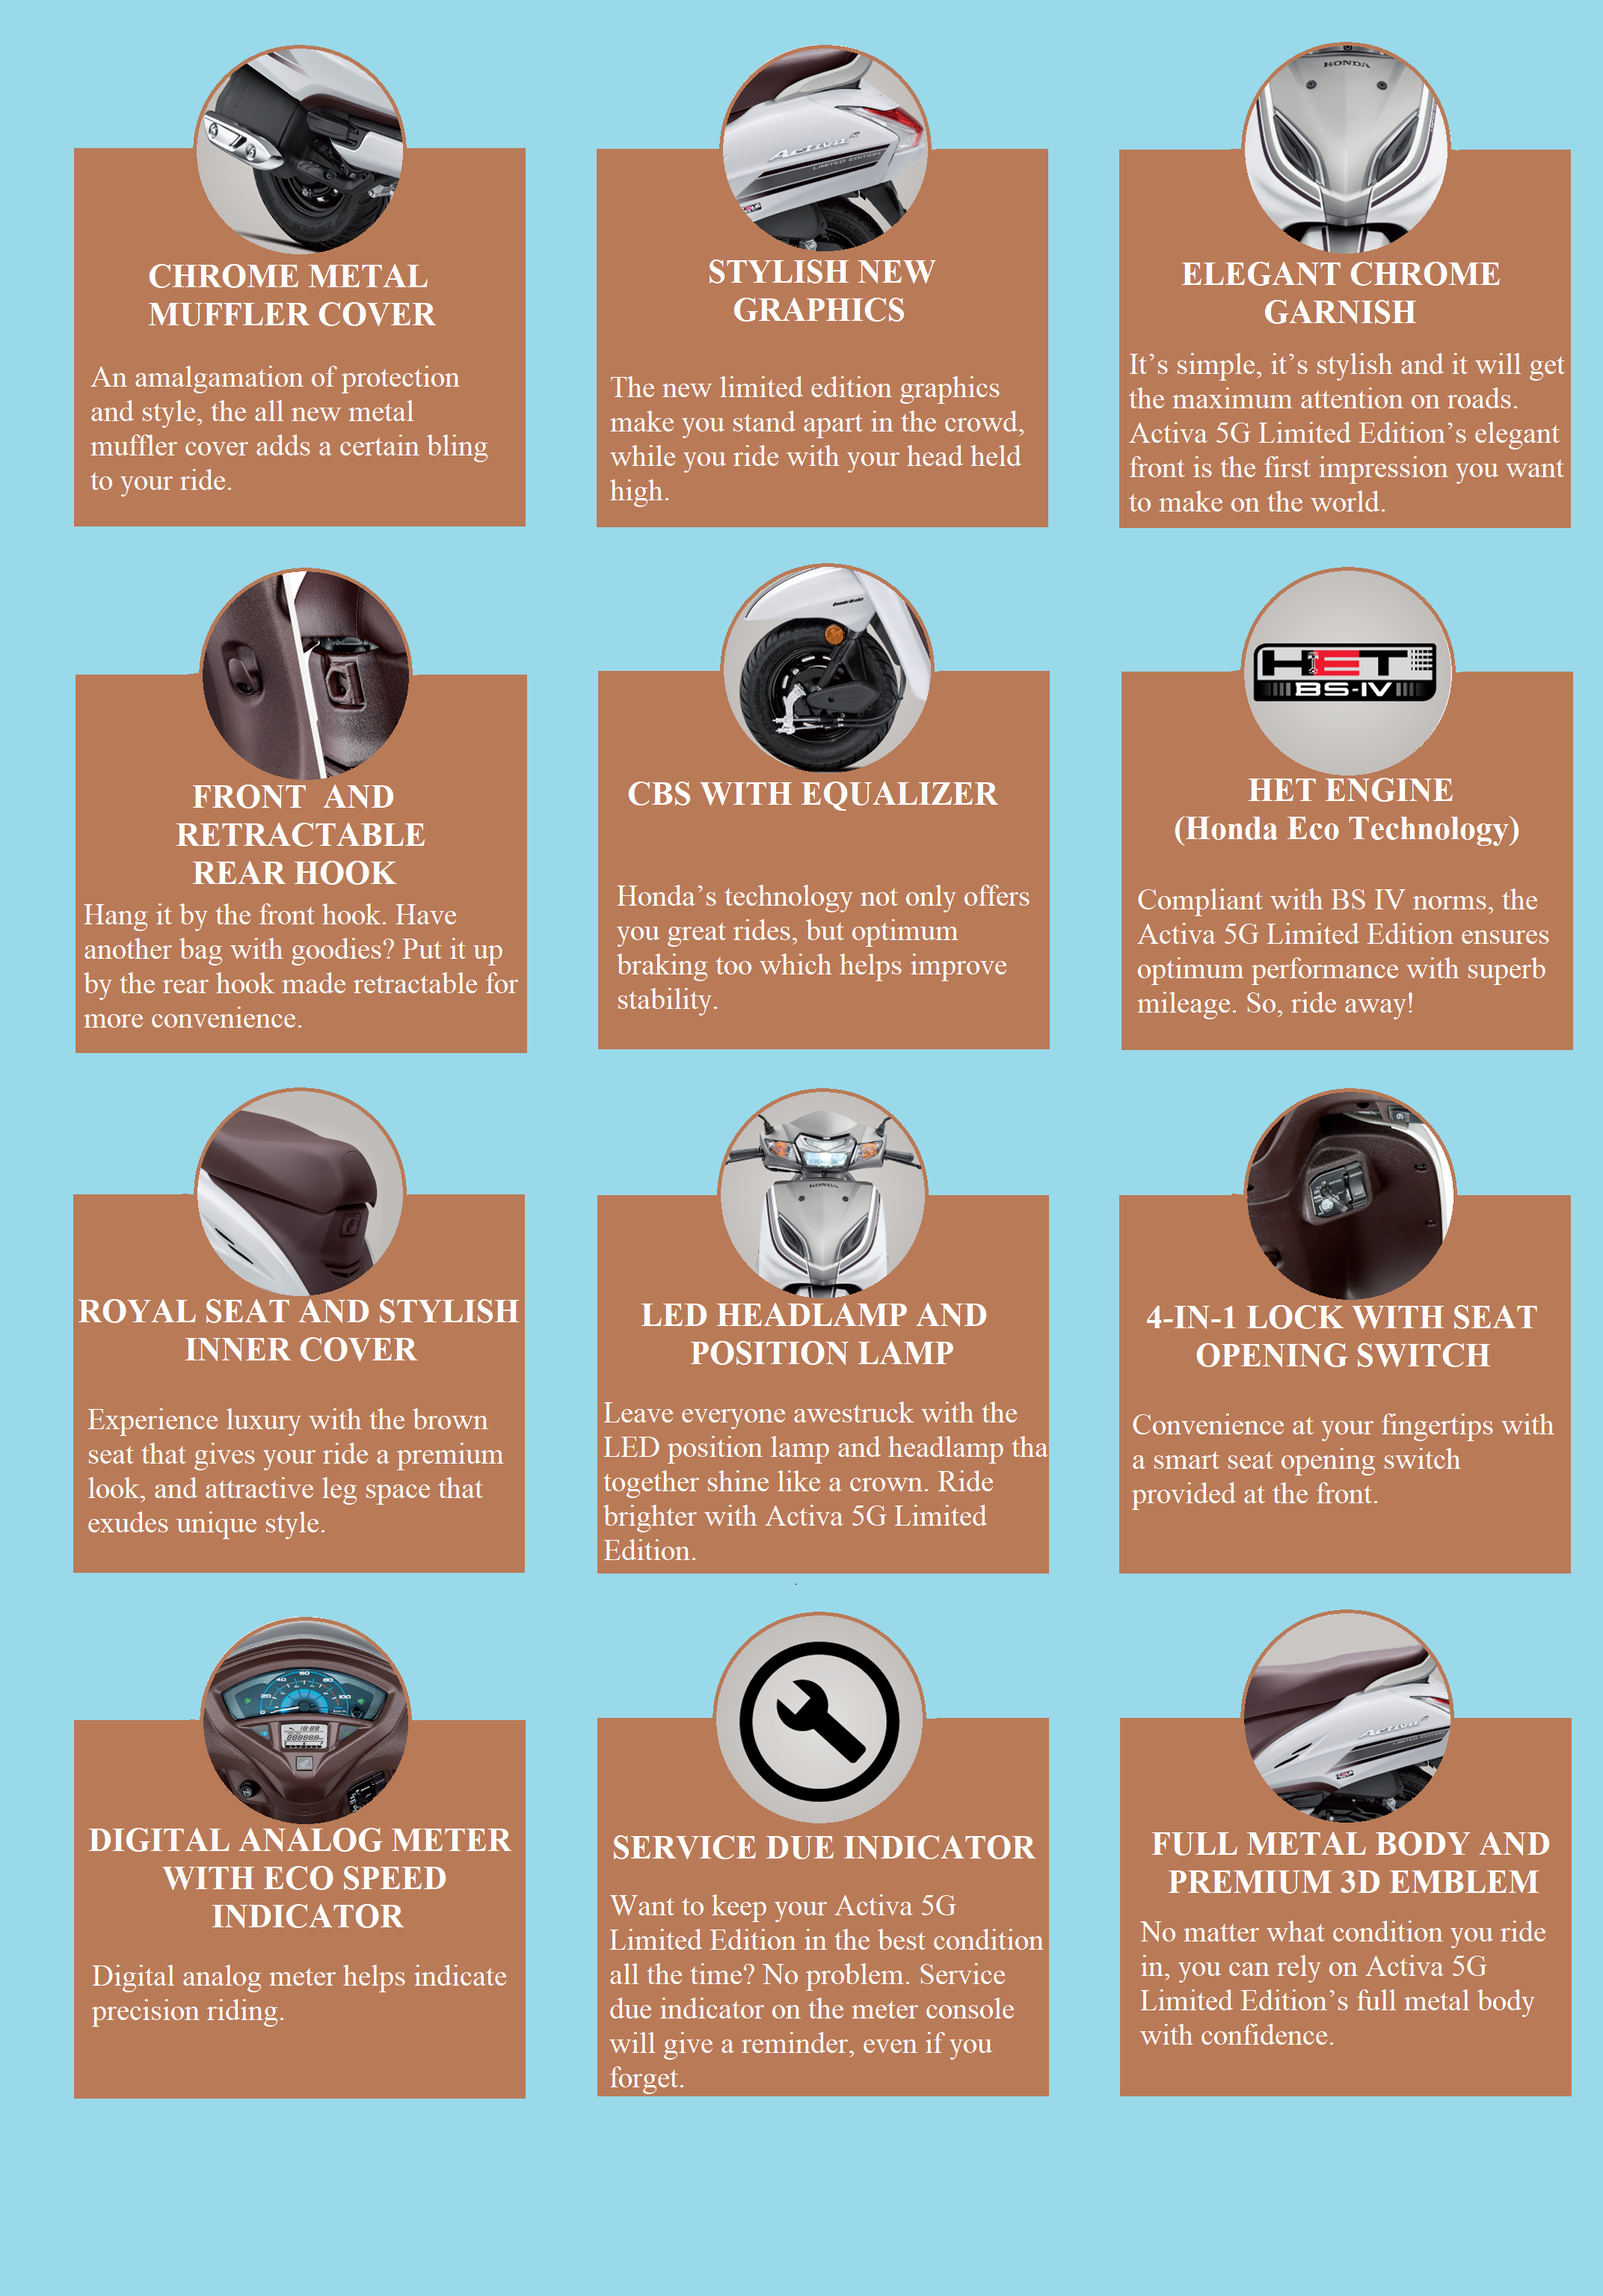 HONDA
Activa 5G
LIMITED EDITION
CHROME METAL
MUFFLER COVER
An amalgamation of protection
and style, the all new metal
muffler cover adds a certain bling
to your ride.
STYLISH NEW
GRAPHICS
The new limited edition graphics
make you stand apart in the crowd,
while you ride with your head held
high.
ELEGANT CHROME
GARNISH
It’s simple, it’s stylish and it will get
the maximum attention on roads.
Activa 5G Limited Edition’s elegant
front is the first impression you want
to make on the world.
FRONT AND
RETRACTABLE
REAR HOOK
Hang it by the front hook. Have
another bag with goodies? Put it up
by the rear hook made retractable for
more convenience.
CBS WITH EQUALIZER
Honda’s technology not only offers
you great rides, but optimum
braking too which helps improve
stability.
HET
BS-IV
HET ENGINE
(Honda Eco Technology)
Compliant with BS IV norms, the
Activa 5G Limited Edition ensures
optimum performance with superb
mileage. So, ride away!
ROYAL SEAT AND STYLISH
INNER COVER
Experience luxury with the brown
seat that gives your ride a premium
look, and attractive leg space that
exudes unique style.
HONDA
LED HEADLAMP AND
POSITION LAMP
Leave everyone awestruck with the
LED position lamp and headlamp tha
together shine like a crown. Ride
brighter with Activa 5G Limited
Edition.
4-IN-1 LOCK WITH SEAT
OPENING SWITCH
Convenience at your fingertips with
a smart seat opening switch
provided at the front.
0 20 40 60 80 100
DIGITAL ANALOG METER
WITH ECO SPEED
INDICATOR
Digital analog meter helps indicate
precision riding.
SERVICE DUE INDICATOR
Want to keep your Activa 5G
Limited Edition in the best condition
all the time? No problem. Service
due indicator on the meter console
will give a reminder, even if you
forget.
Activa
LIMITED EDITION
FULL METAL BODY AND
PREMIUM 3D EMBLEM
No matter what condition you ride
in, you can rely on Activa 5G
Limited Edition’s full metal body
with confidence.